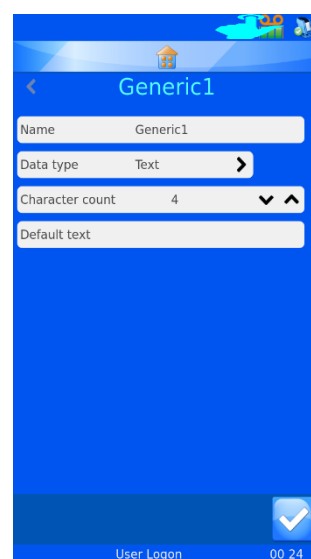 Generic1
Name Generic1
Data type Text
Character count 4
Default text
User Logon 00 24